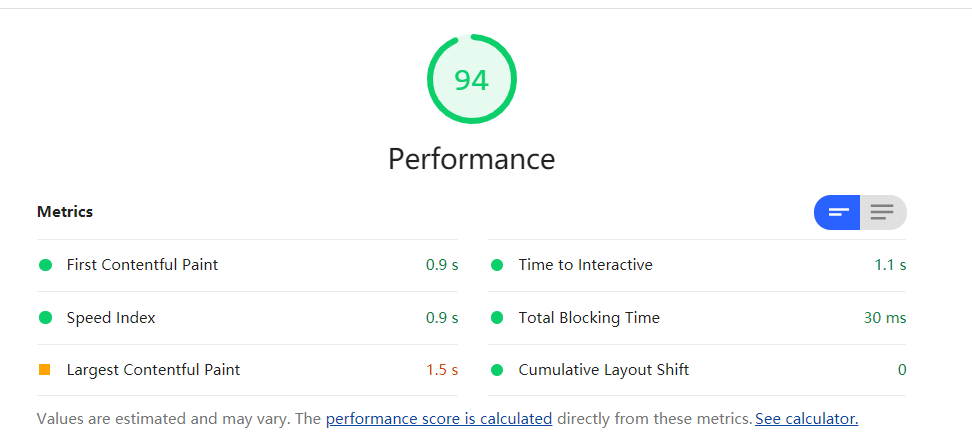 94
Performance
Metrics
First Contentful Paint 0.9 s
Time to Interactive 1.1 s
Speed Index 0.9 s
Total Blocking Time 30 ms
Largest Contentful Paint 1.5 s
Cumulative Layout Shift 0
Values are estimated and may vary. The performance score is calculated directly from these metrics. See calculator.